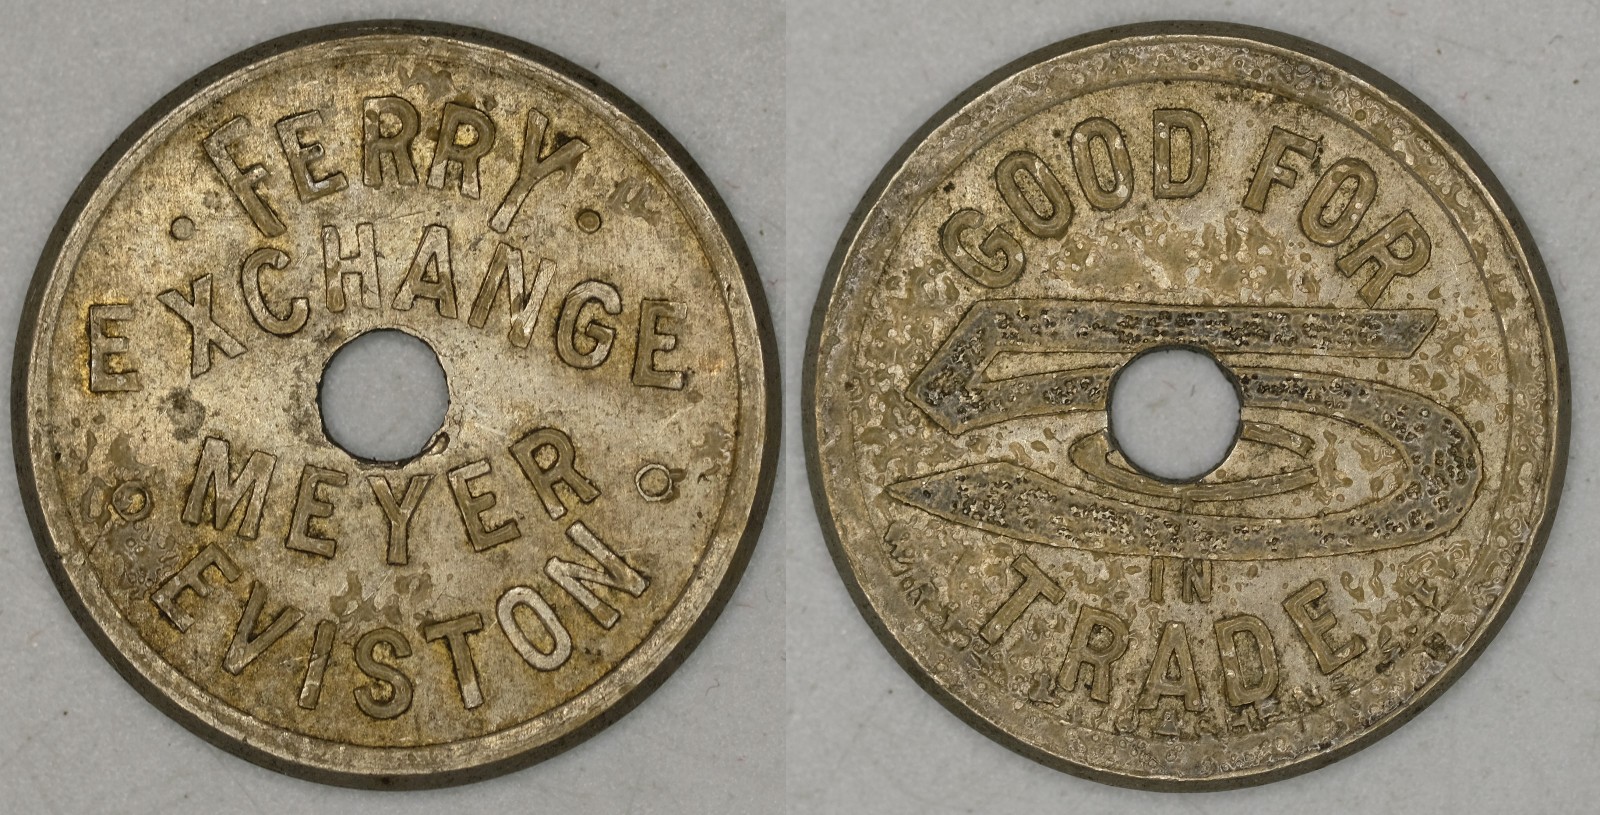 · FERRY ·
EXCHANGE
MEYER
EVISTON
GOOD FOR
5
IN
TRADE